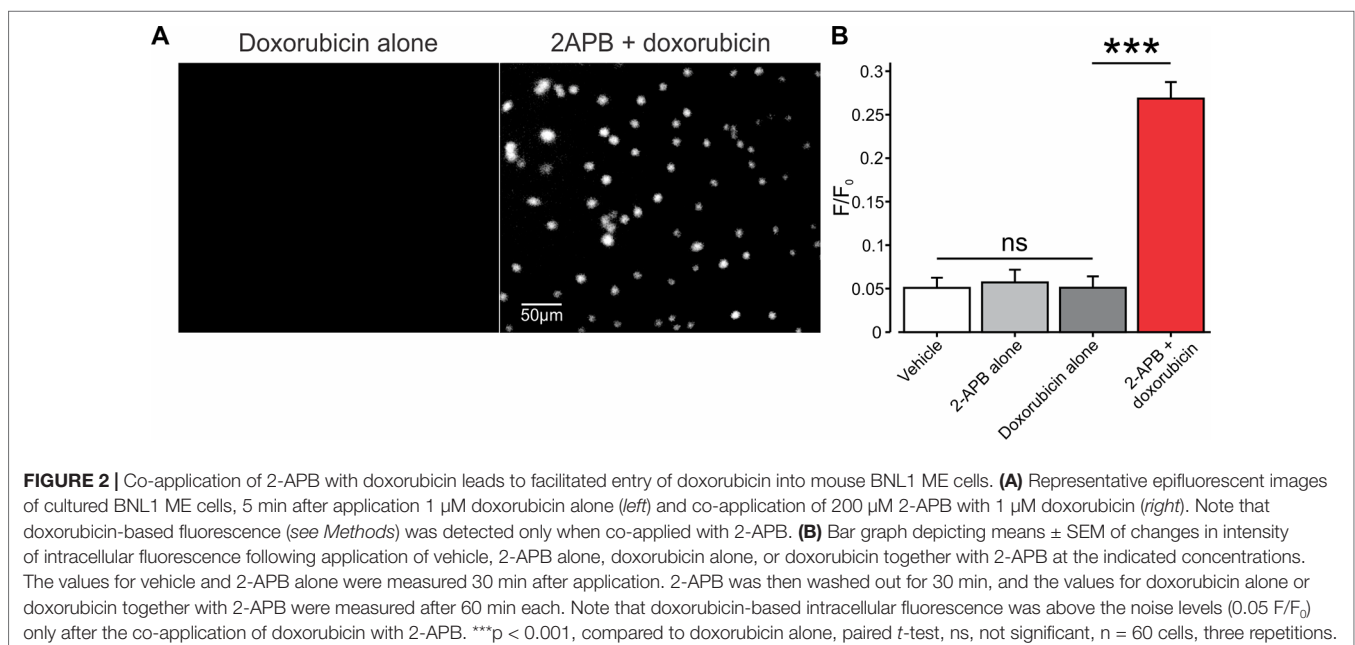 A
Doxorubicin alone
2APB + doxorubicin
50µm
B
***
0.3
0.25
0.2
0.15
0.1
0.05
0
F/F₀
ns
Vehicle
2-APB alone
Doxorubicin alone
2-APB +
doxorubicin
FIGURE 2 | Co-application of 2-APB with doxorubicin leads to facilitated entry of doxorubicin into mouse BNL1 ME cells. (A) Representative epifluorescent images
of cultured BNL1 ME cells, 5 min after application 1 µM doxorubicin alone (left) and co-application of 200 µM 2-APB with 1 µM doxorubicin (right). Note that
doxorubicin-based fluorescence (see Methods) was detected only when co-applied with 2-APB. (B) Bar graph depicting means ± SEM of changes in intensity
of intracellular fluorescence following application of vehicle, 2-APB alone, doxorubicin alone, or doxorubicin together with 2-APB at the indicated concentrations.
The values for vehicle and 2-APB alone were measured 30 min after application. 2-APB was then washed out for 30 min, and the values for doxorubicin alone or
doxorubicin together with 2-APB were measured after 60 min each. Note that doxorubicin-based intracellular fluorescence was above the noise levels (0.05 F/F₀)
only after the co-application of doxorubicin with 2-APB. ***p < 0.001, compared to doxorubicin alone, paired t-test, ns, not significant, n = 60 cells, three repetitions.